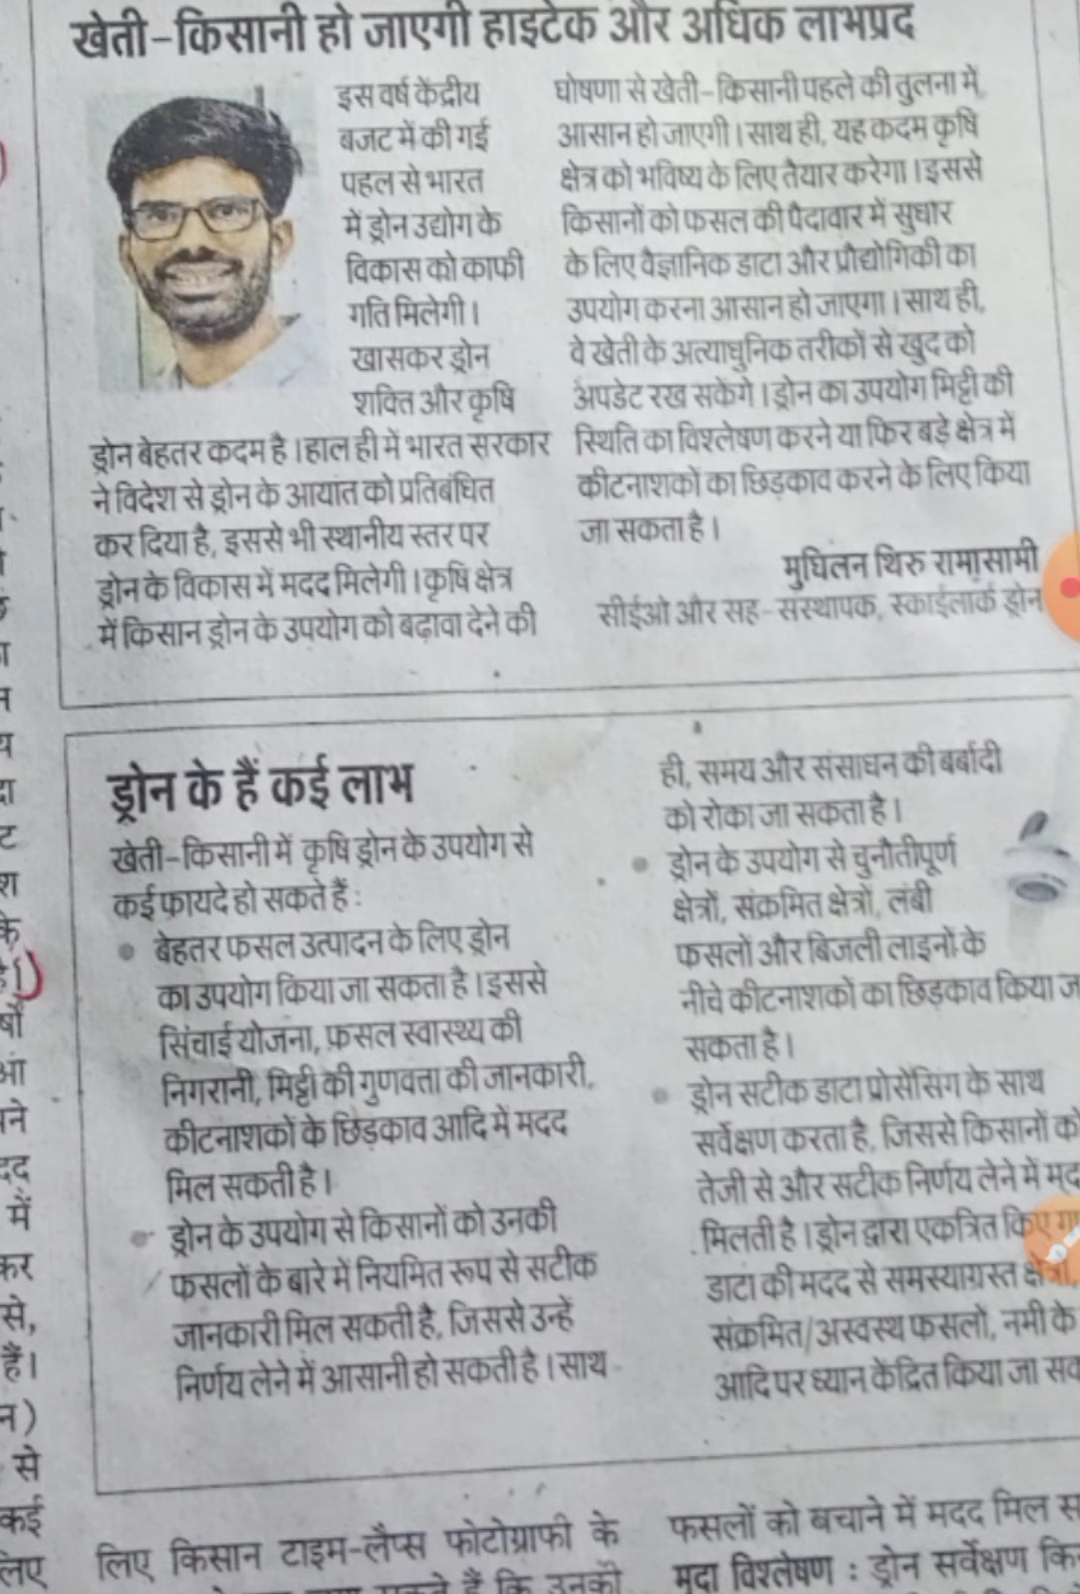 खेती-किसानी हो जाएगी हाइटेक और अधिक लाभप्रद
इस वर्ष केंद्रीय
बजट में की गई
पहल से भारत
में ड्रोन उद्योग के
विकास को काफी
गति मिलेगी।
खासकर ड्रोन
शक्ति और कृषि
ड्रोन बेहतर कदम है। हाल ही में भारत सरकार
ने विदेश से ड्रोन के आयात को प्रतिबंधित
कर दिया है, इससे भी स्थानीय स्तर पर
ड्रोन के विकास में मदद मिलेगी। कृषि क्षेत्र
में किसान ड्रोन के उपयोग को बढ़ावा देने की
घोषणा से खेती-किसानी पहले की तुलना में
आसान हो जाएगी। साथ ही, यह कदम कृषि
क्षेत्र को भविष्य के लिए तैयार करेगा। इससे
किसानों को फसल की पैदावार में सुधार
के लिए वैज्ञानिक डाटा और प्रौद्योगिकी का
उपयोग करना आसान हो जाएगा। साथ ही,
वे खेती के अत्याधुनिक तरीकों से खुद को
अपडेट रख सकेंगे। ड्रोन का उपयोग मिट्टी की
स्थिति का विश्लेषण करने या फिर बड़े क्षेत्र में
कीटनाशकों का छिड़काव करने के लिए किया
जा सकता है।
मुघिलन थिरु रामासामी
सीईओ और सह-संस्थापक, स्काईलार्क ड्रोन
ड्रोन के हैं कई लाभ
खेती-किसानी में कृषि ड्रोन के उपयोग से
कई फायदे हो सकते हैं :
• बेहतर फसल उत्पादन के लिए ड्रोन
का उपयोग किया जा सकता है। इससे
सिंचाई योजना, फसल स्वास्थ्य की
निगरानी, मिट्टी की गुणवत्ता की जानकारी,
कीटनाशकों के छिड़काव आदि में मदद
मिल सकती है।
• ड्रोन के उपयोग से किसानों को उनकी
फसलों के बारे में नियमित रूप से सटीक
जानकारी मिल सकती है, जिससे उन्हें
निर्णय लेने में आसानी हो सकती है। साथ
ही, समय और संसाधन की बर्बादी
को रोका जा सकता है।
• ड्रोन के उपयोग से चुनौतीपूर्ण
क्षेत्रों, संक्रमित क्षेत्रों, लंबी
फसलों और बिजली लाइनों के
नीचे कीटनाशकों का छिड़काव किया ज
सकता है।
• ड्रोन सटीक डाटा प्रोसेसिंग के साथ
सर्वेक्षण करता है, जिससे किसानों को
तेजी से और सटीक निर्णय लेने में मद
मिलती है। ड्रोन द्वारा एकत्रित किए
डाटा की मदद से समस्याग्रस्त
संक्रमित/अस्वस्थ फसलों, नमी के
आदि पर ध्यान केंद्रित किया जा सक
लिए किसान टाइम-लैप्स फोटोग्राफी के
हैं कि उनकी
फसलों को बचाने में मदद मिल स
मृदा विश्लेषण : ड्रोन सर्वेक्षण कि
में
कर
से,
हैं।
न)
से
कई
लिए